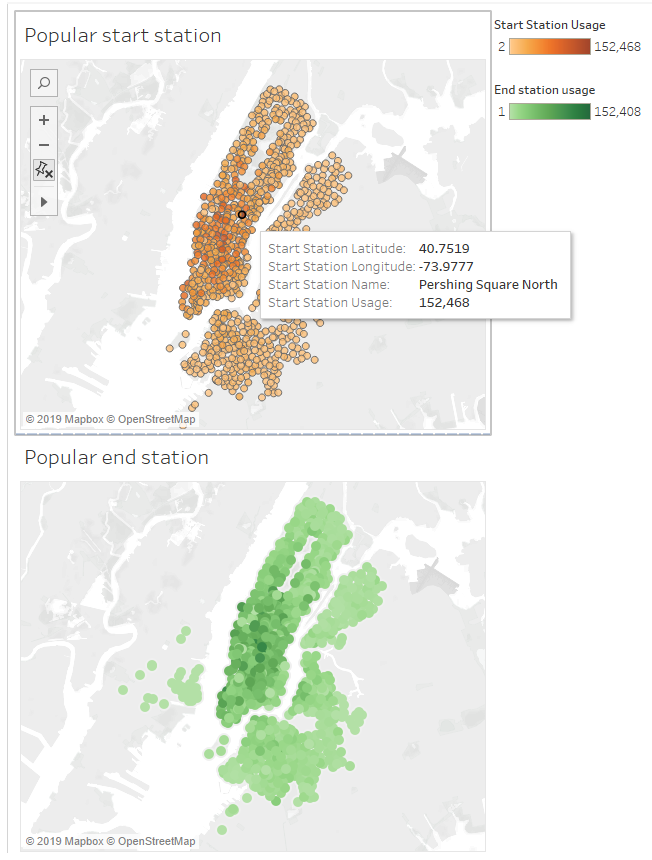 Popular start station
Start Station Usage
2 152,468
End station usage
1 152,408
Start Station Latitude: 40.7519
Start Station Longitude: -73.9777
Start Station Name: Pershing Square North
Start Station Usage: 152,468
© 2019 Mapbox © OpenStreetMap
Popular end station
© 2019 Mapbox © OpenStreetMap